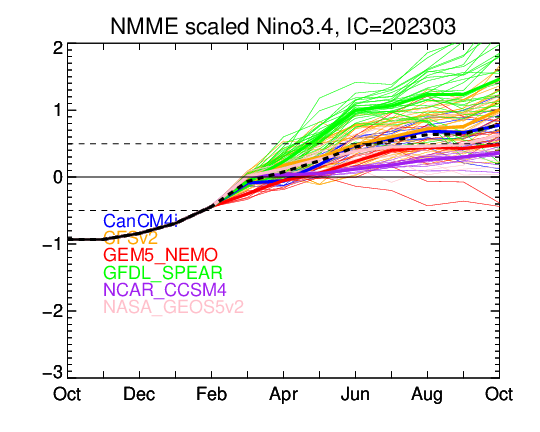 NMME scaled Nino3.4, IC=202303
2
1
0
−1
−2
−3
CanCM4i
CFSv2
GEM5_NEMO
GFDL_SPEAR
NCAR_CCSM4
NASA_GEOS5v2
Oct Dec Feb Apr Jun Aug Oct